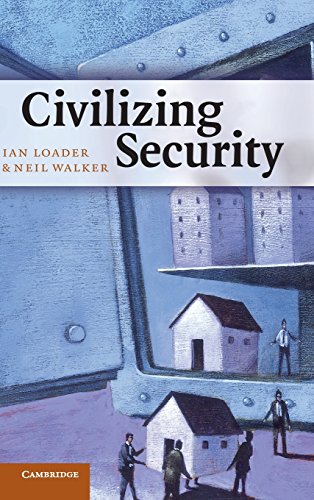 Civilizing
IAN LOADER
Security
& NEIL WALKER
CAMBRIDGE